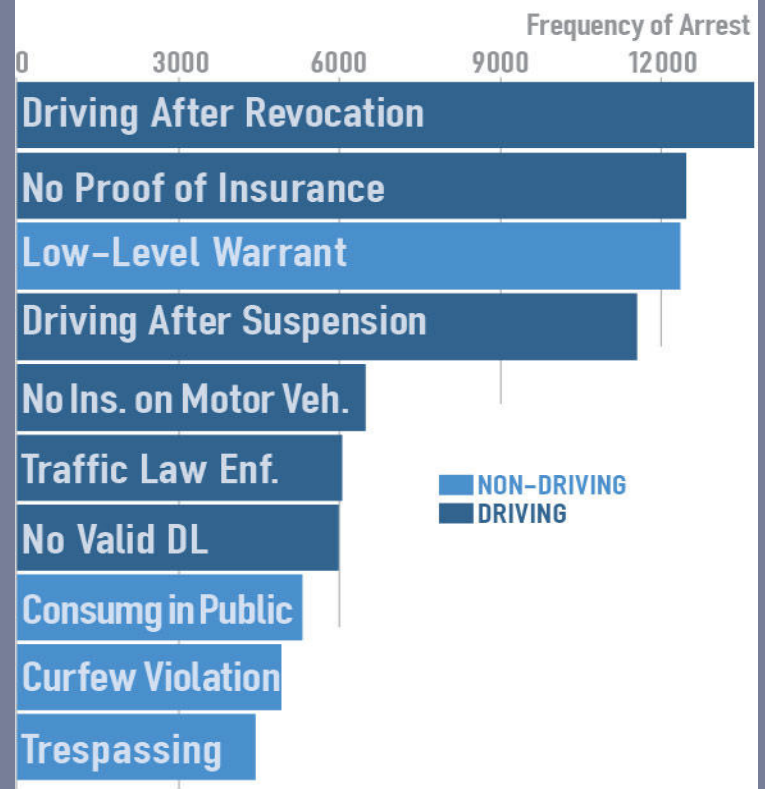 Frequency of Arrest
0 3000 6000 9000 12000
Driving After Revocation
No Proof of Insurance
Low-Level Warrant
Driving After Suspension
No Ins. on Motor Veh.
Traffic Law Enf.
NON-DRIVING
DRIVING
No Valid DL
Consumg in Public
Curfew Violation
Trespassing